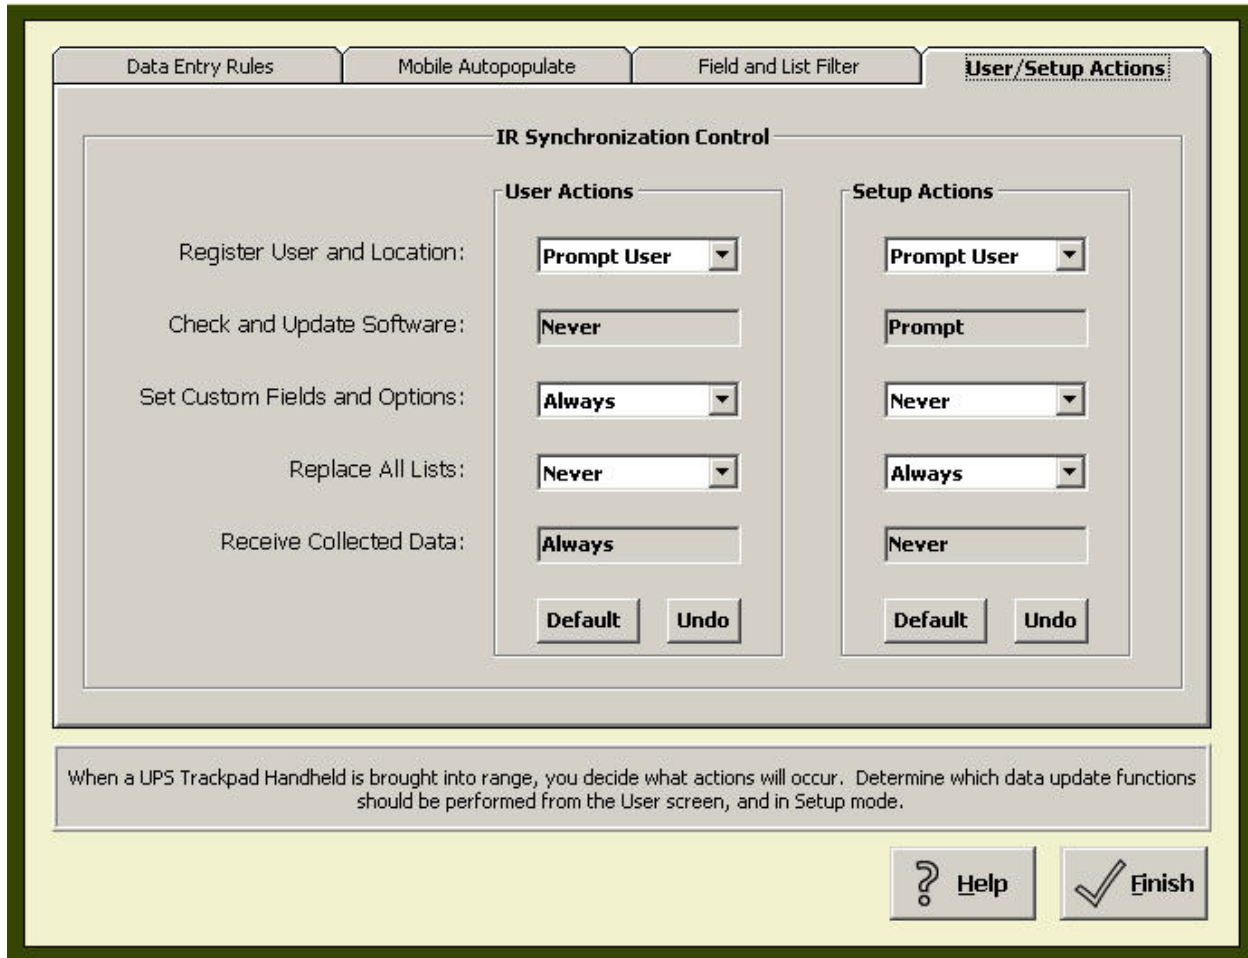 Data Entry Rules
Mobile Autopopulate
Field and List Filter
User/Setup Actions
IR Synchronization Control
User Actions
Setup Actions
Register User and Location:
Prompt User
Prompt User
Check and Update Software:
Never
Prompt
Set Custom Fields and Options:
Always
Never
Replace All Lists:
Never
Always
Receive Collected Data:
Always
Never
Default
Undo
Default
Undo
When a UPS Trackpad Handheld is brought into range, you decide what actions will occur. Determine which data update functions
should be performed from the User screen, and in Setup mode.
Help
Finish